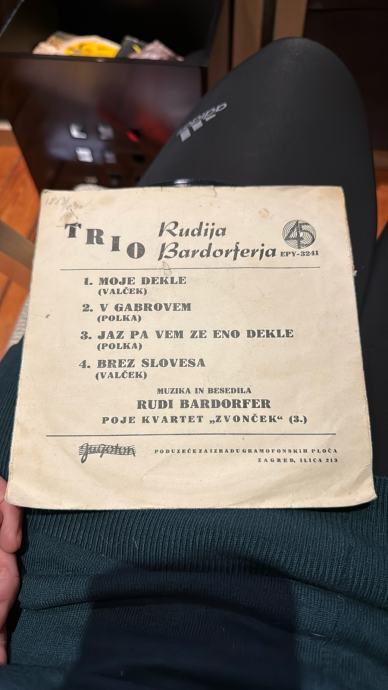 TRIO Rudija
Bardorferja
45
EPY-3241
1. MOJE DEKLE
(VALČEK)
2. V GABROVEM
(POLKA)
3. JAZ PA VEM ZE ENO DEKLE
(POLKA)
4. BREZ SLOVESA
(VALČEK)
MUZIKA IN BESEDILA
RUDI BARDORFER
POJE KVARTET „ZVONČEK“ (3.)
Jugoton
PODUZEĆE ZA IZRADU GRAMOFONSKIH PLOČA
ZAGREB, ILICA 213